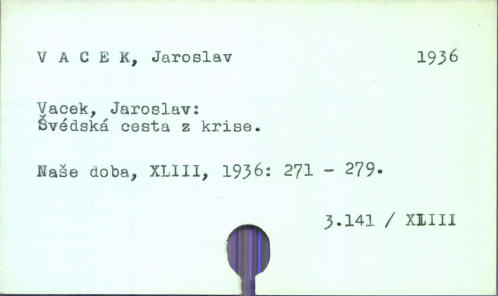 V A C E K, Jaroslav 1936
Vacek, Jaroslav:
Švédská cesta z krise.
Naše doba, XLIII, 1936: 271 - 279.
3.141 / XLIII